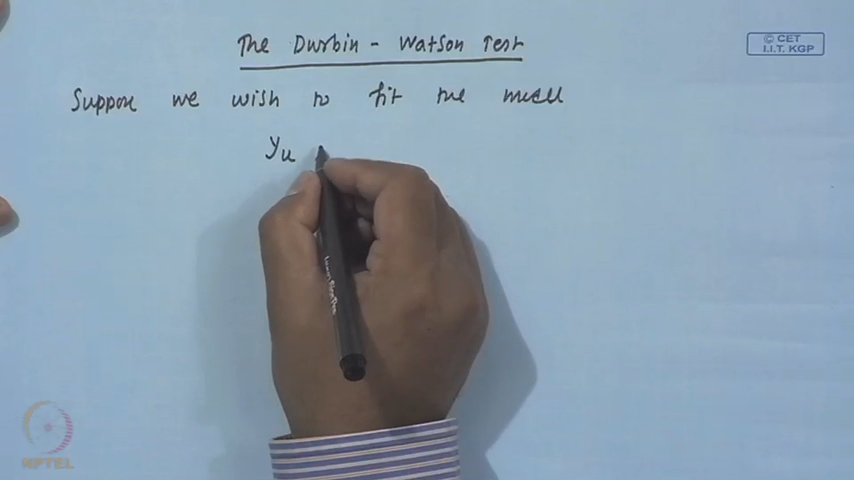 The Durbin - Watson Test
© CET
I.I.T. KGP
Suppose we wish to fit the model
Yu
NPTEL